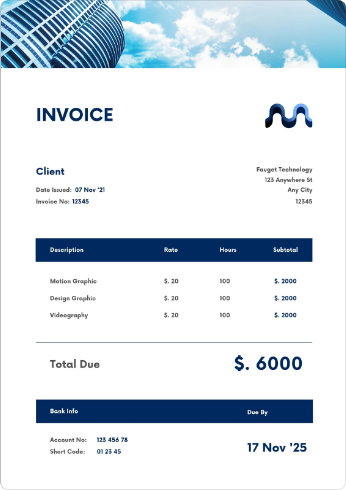 INVOICE
Client
Date Issued: 07 Nov '21
Invoice No: 12345
Fauget Technology
123 Anywhere St
Any City
12345
Description Rate Hours Subtotal
Motion Graphic $. 20 100 $. 2000
Design Graphic $. 20 100 $. 2000
Videography $. 20 100 $. 2000
Total Due $. 6000
Bank Info Due By
Account No: 123 456 78
Short Code: 01 23 45
17 Nov '25